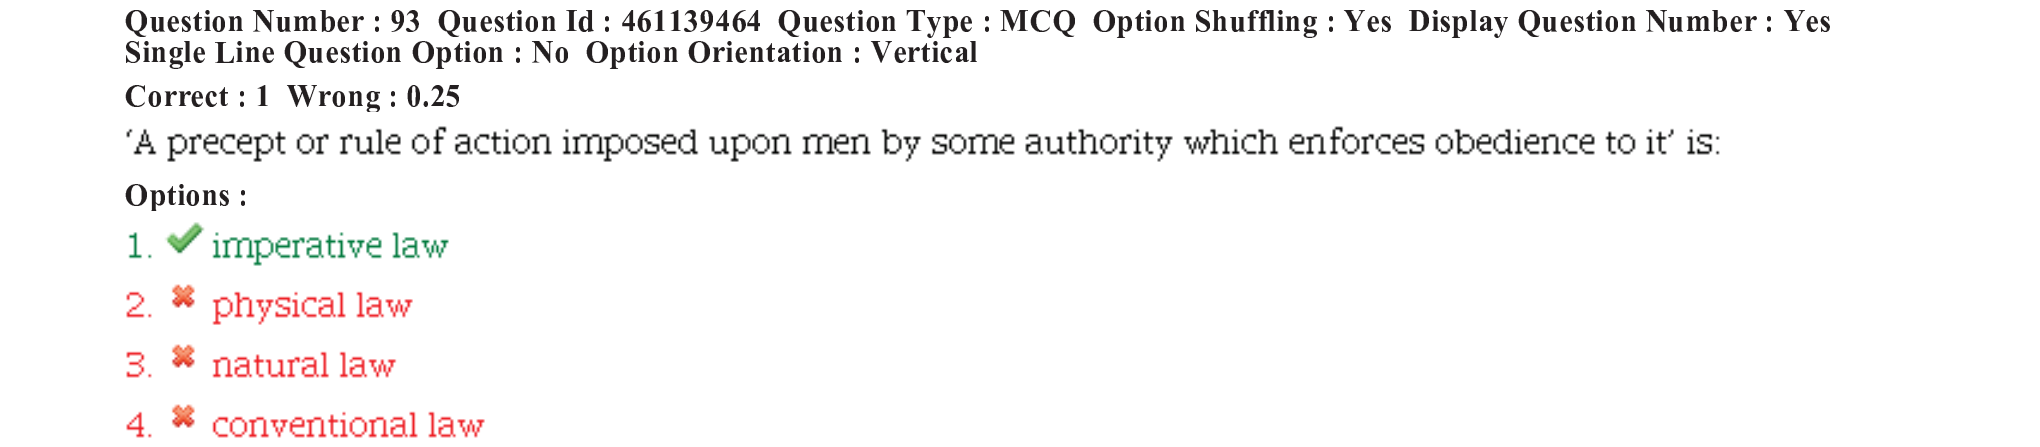 Question Number : 93 Question Id : 461139464 Question Type : MCQ Option Shuffling : Yes Display Question Number : Yes
Single Line Question Option : No Option Orientation : Vertical
Correct : 1 Wrong : 0.25
‘A precept or rule of action imposed upon men by some authority which enforces obedience to it’ is:
Options :
1. ✔ imperative law
2. ✖ physical law
3. ✖ natural law
4. ✖ conventional law